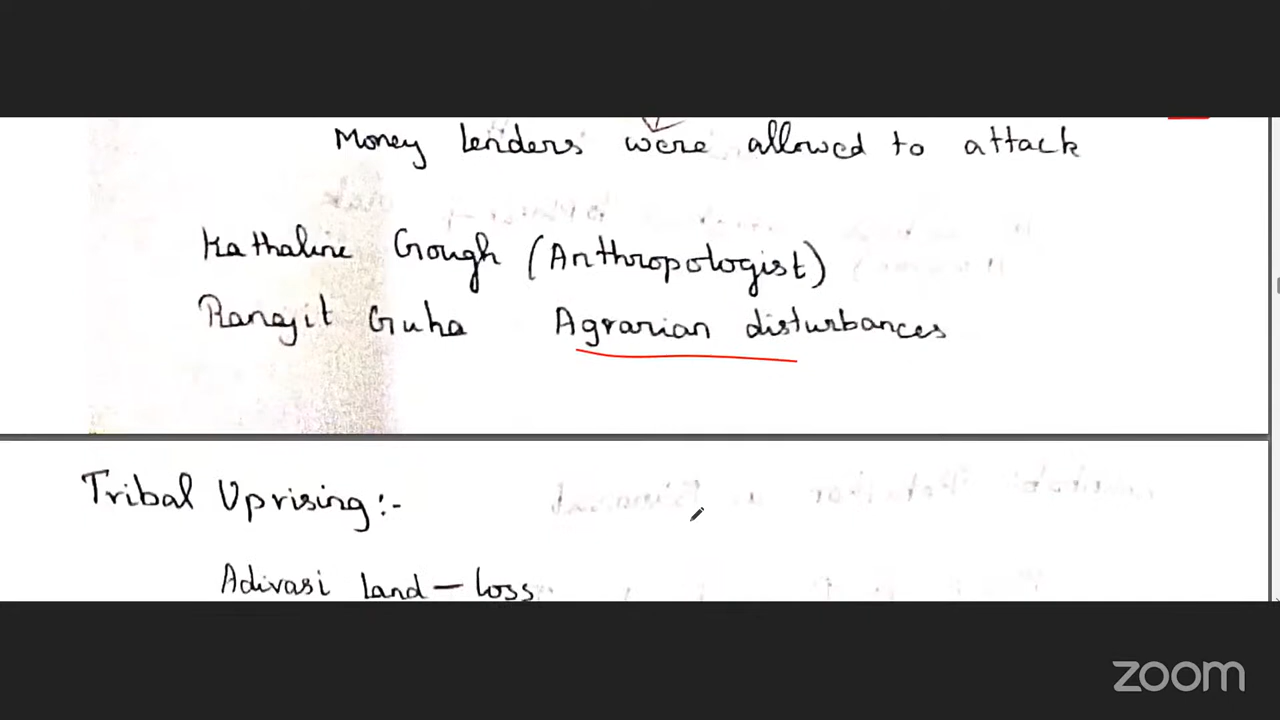 Money lenders were allowed to attack
Kathaline Gough (Anthropologist)
Ranajit Guha Agrarian disturbances
Tribal Uprising:-
Adivasi land - loss
zoom